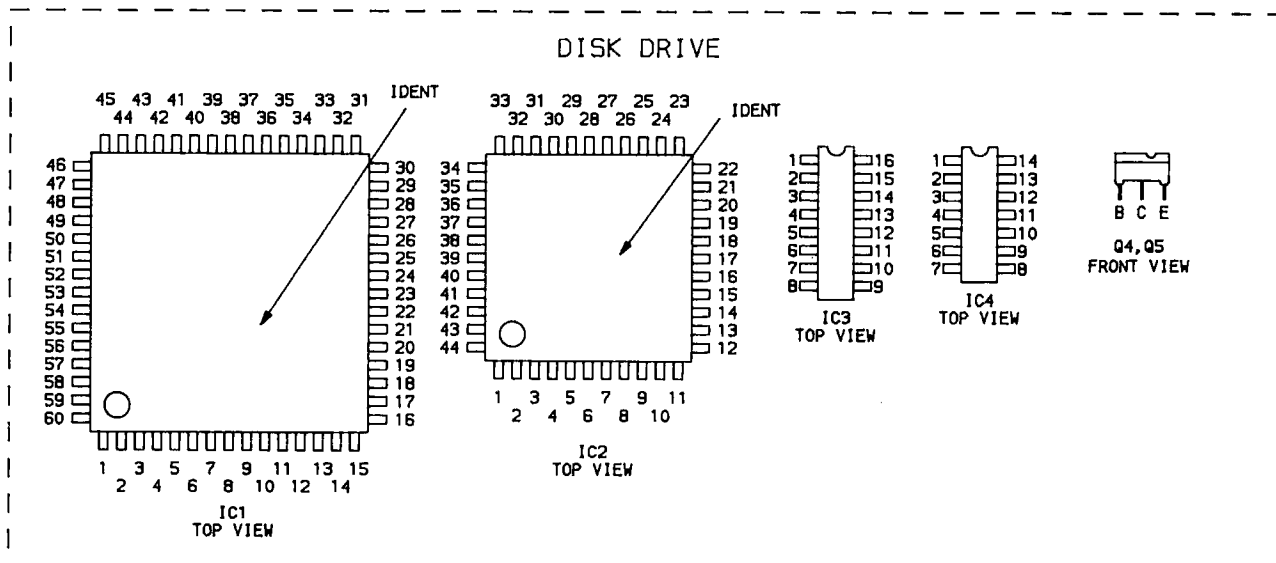 DISK DRIVE
45 43 41 39 37 35 33 31
44 42 40 38 36 34 32
IDENT
46 30
47 29
48 28
49 27
50 26
51 25
52 24
53 23
54 22
55 21
56 20
57 19
58 18
59 17
60 16
1 3 5 7 9 11 13 15
2 4 6 8 10 12 14
IC1
TOP VIEW
33 31 29 27 25 23
32 30 28 26 24
IDENT
34 22
35 21
36 20
37 19
38 18
39 17
40 16
41 15
42 14
43 13
44 12
1 3 5 7 9 11
2 4 6 8 10
IC2
TOP VIEW
1 16
2 15
3 14
4 13
5 12
6 11
7 10
8 9
IC3
TOP VIEW
1 14
2 13
3 12
4 11
5 10
6 9
7 8
IC4
TOP VIEW
B C E
Q4,Q5
FRONT VIEW